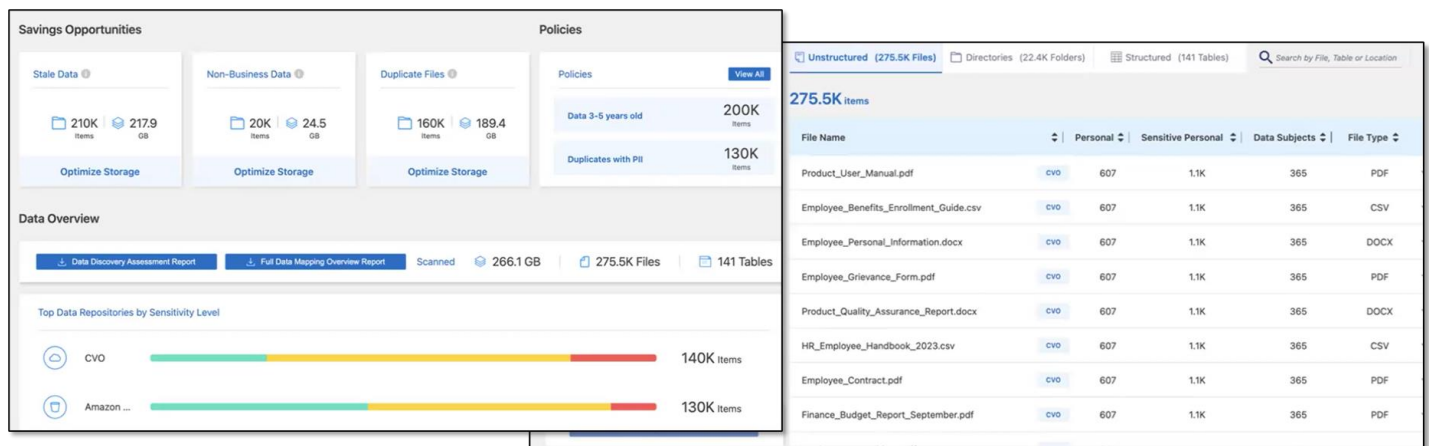 Savings Opportunities
Policies
Stale Data
210K Items 217.9 GB
Optimize Storage
Non-Business Data
20K Items 24.5 GB
Optimize Storage
Duplicate Files
160K Items 189.4 GB
Optimize Storage
Policies View All
Data 3-5 years old 200K Items
Duplicates with PII 130K Items
Data Overview
Data Discovery Assessment Report Full Data Mapping Overview Report Scanned 266.1 GB 275.5K Files 141 Tables
Top Data Repositories by Sensitivity Level
CVO 140K Items
Amazon ... 130K Items
Unstructured (275.5K Files) Directories (22.4K Folders) Structured (141 Tables) Search by File, Table or Location
275.5K items
File Name Personal Sensitive Personal Data Subjects File Type
Product_User_Manual.pdf CVO 607 1.1K 365 PDF
Employee_Benefits_Enrollment_Guide.csv CVO 607 1.1K 365 CSV
Employee_Personal_Information.docx CVO 607 1.1K 365 DOCX
Employee_Grievance_Form.pdf CVO 607 1.1K 365 PDF
Product_Quality_Assurance_Report.docx CVO 607 1.1K 365 DOCX
HR_Employee_Handbook_2023.csv CVO 607 1.1K 365 CSV
Employee_Contract.pdf CVO 607 1.1K 365 PDF
Finance_Budget_Report_September.pdf CVO 607 1.1K 365 PDF